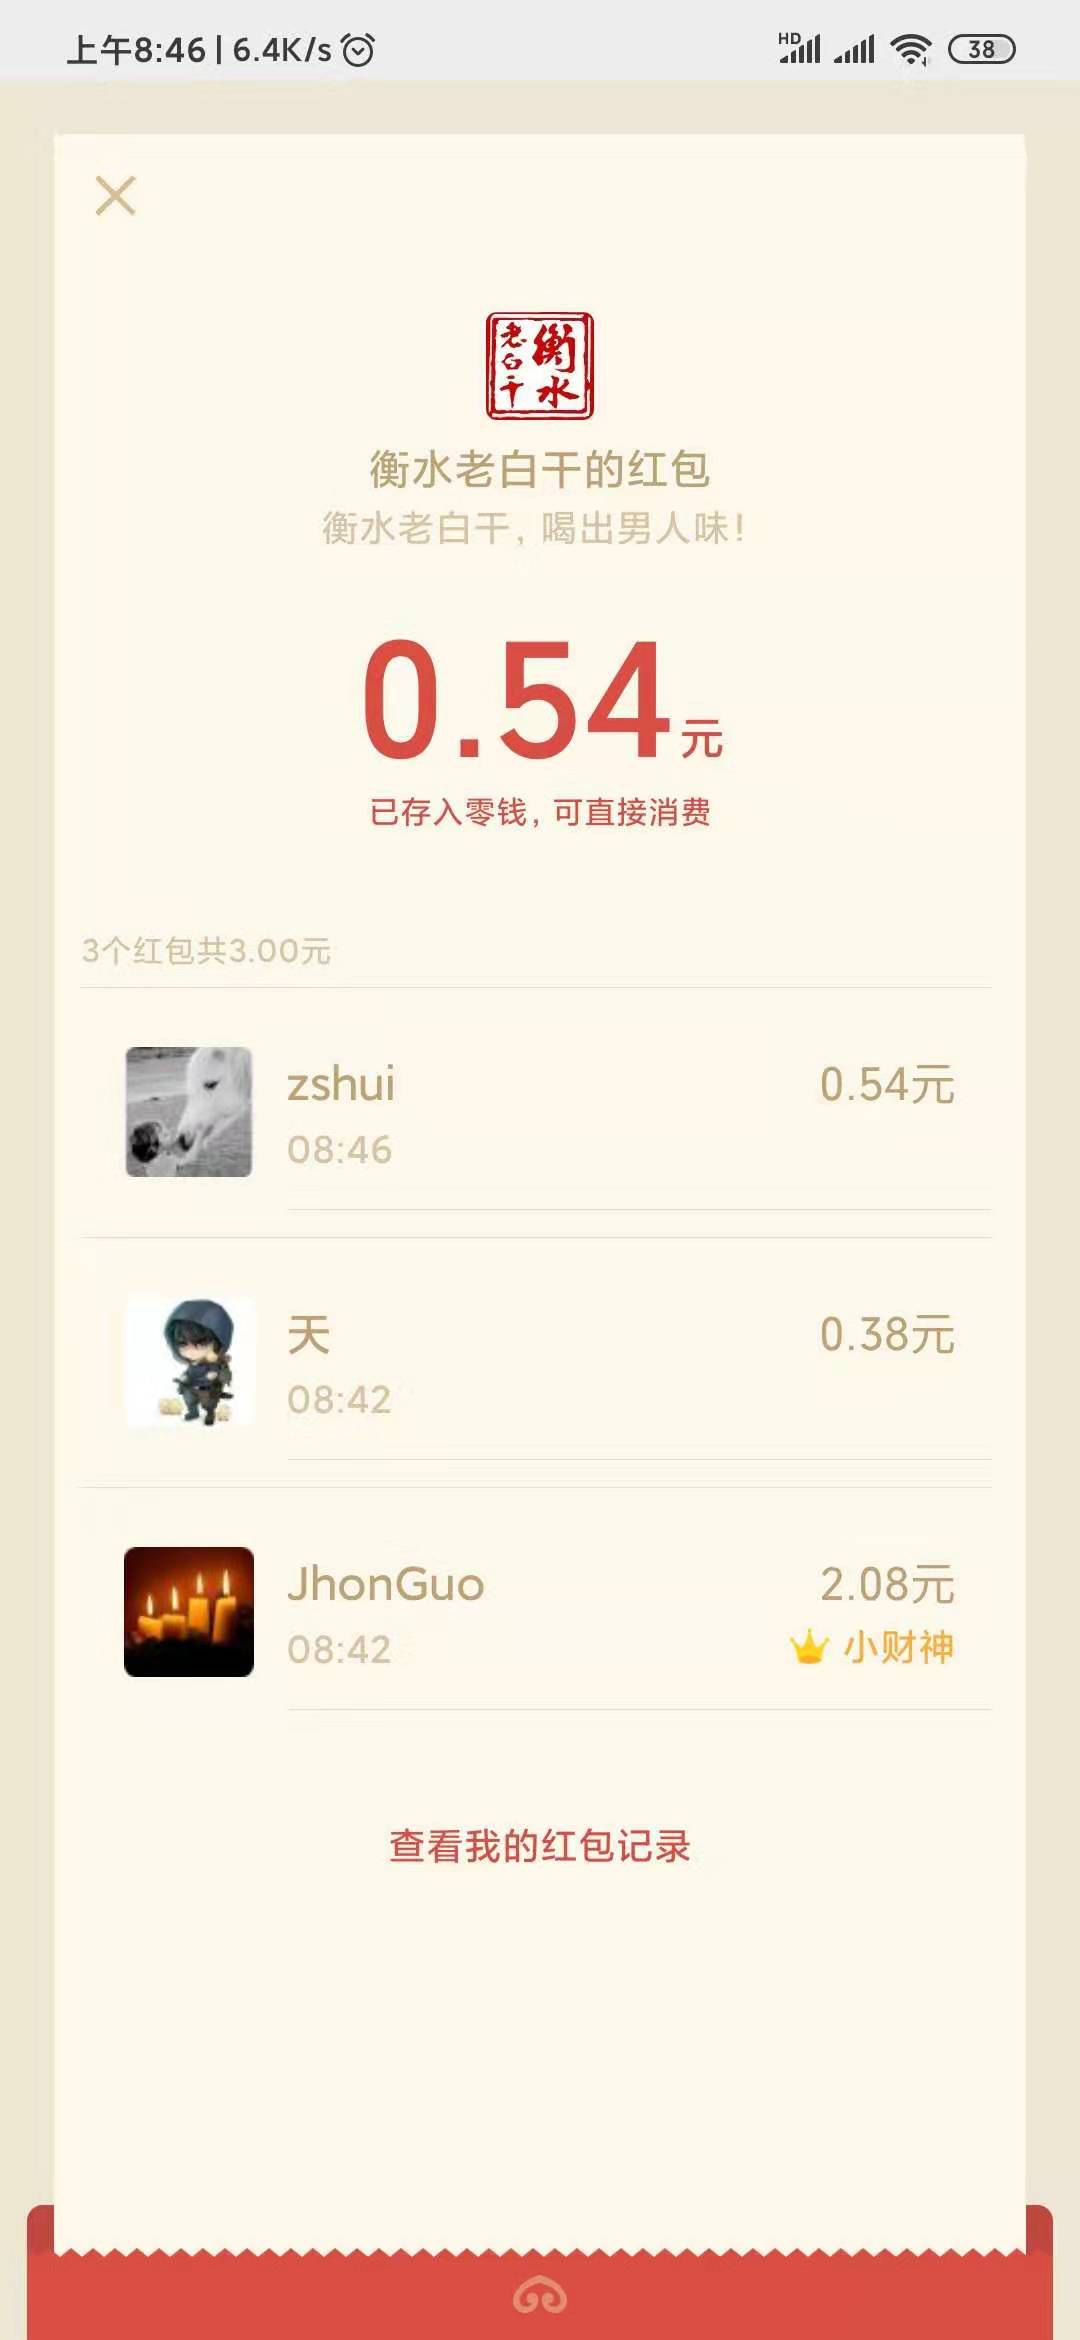 上午8:46 | 6.4K/s
HD
38
衡水
老白干
衡水老白干的红包
衡水老白干，喝出男人味！
0.54元
已存入零钱，可直接消费
3个红包共3.00元
zshui 0.54元
08:46
天 0.38元
08:42
JhonGuo 2.08元
08:42 小财神
查看我的红包记录